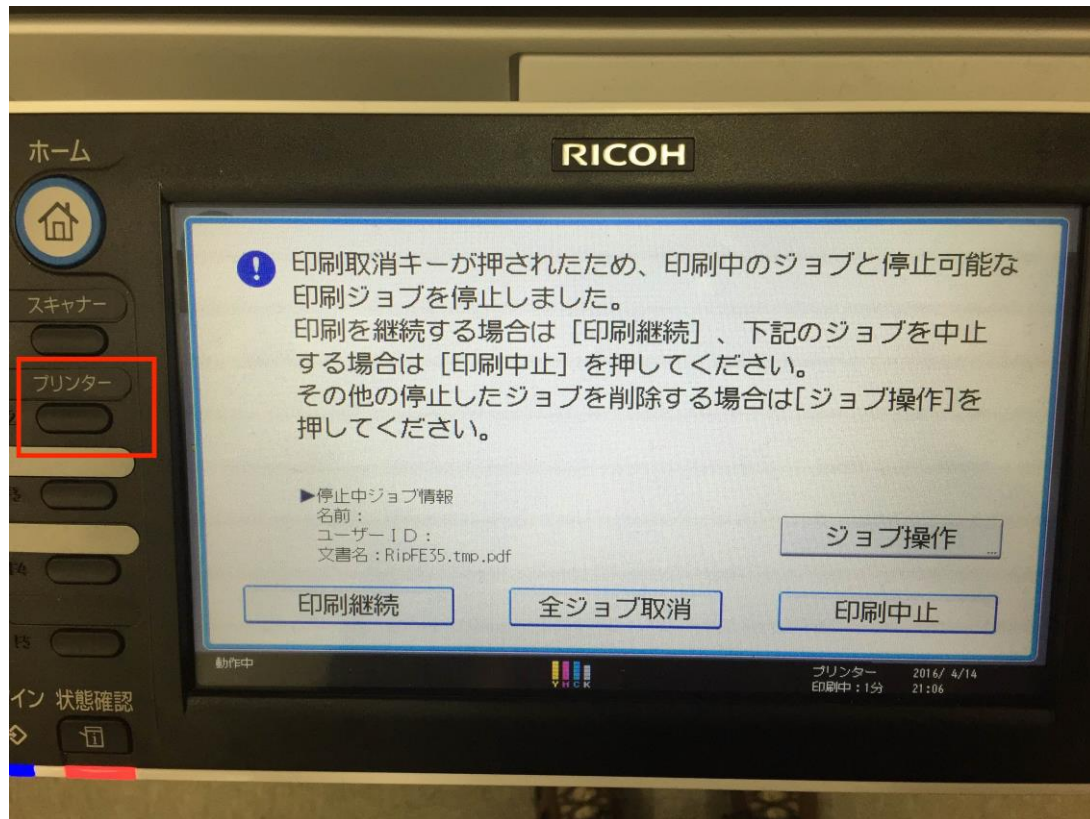 ホーム
RICOH
スキャナー
プリンター
印刷取消キーが押されたため、印刷中のジョブと停止可能な
印刷ジョブを停止しました。
印刷を継続する場合は [印刷継続] 、下記のジョブを中止
する場合は [印刷中止] を押してください。
その他の停止したジョブを削除する場合は[ジョブ操作]を
押してください。
▶停止中ジョブ情報
名前:
ユーザーID:
文書名:RipFE35.tmp.pdf
ジョブ操作
印刷継続
全ジョブ取消
印刷中止
動作中
Y M C K
プリンター 2016/ 4/14
印刷中:1分 21:06
イン 状態確認